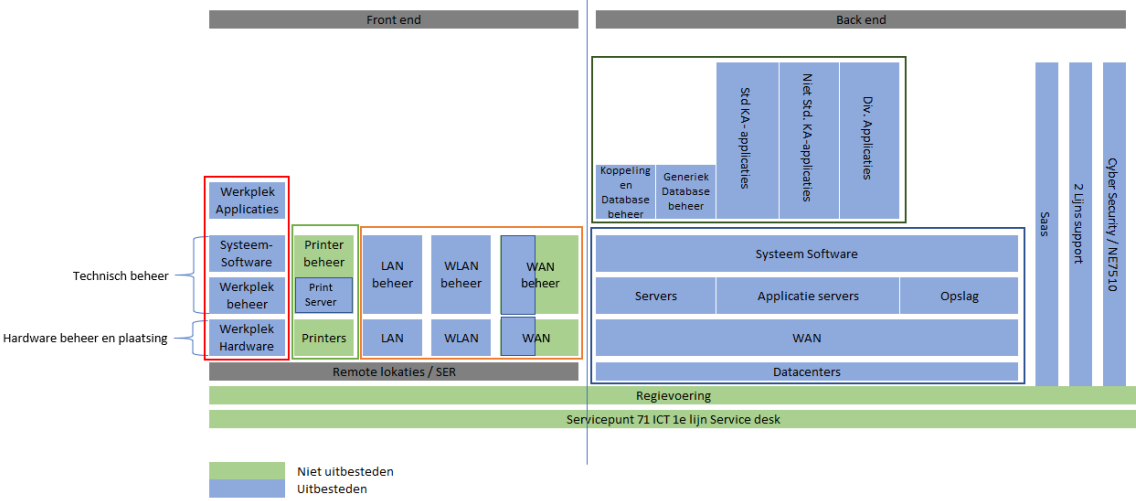 Front end
Back end
Koppeling
en
Database
beheer
Generiek
Database
beheer
Std KA- applicaties
Niet Std. KA-applicaties
Div. Applicaties
Saas
2 Lijns support
Cyber Security / NE7510
Werkplek
Applicaties
Technisch beheer
Systeem-
Software
Printer
beheer
LAN
beheer
WLAN
beheer
WAN
beheer
Systeem Software
Werkplek
beheer
Print
Server
Servers
Applicatie servers
Opslag
Hardware beheer en plaatsing
Werkplek
Hardware
Printers
LAN
WLAN
WAN
WAN
Remote lokaties / SER
Datacenters
Regievoering
Servicepunt 71 ICT 1e lijn Service desk
Niet uitbesteden
Uitbesteden